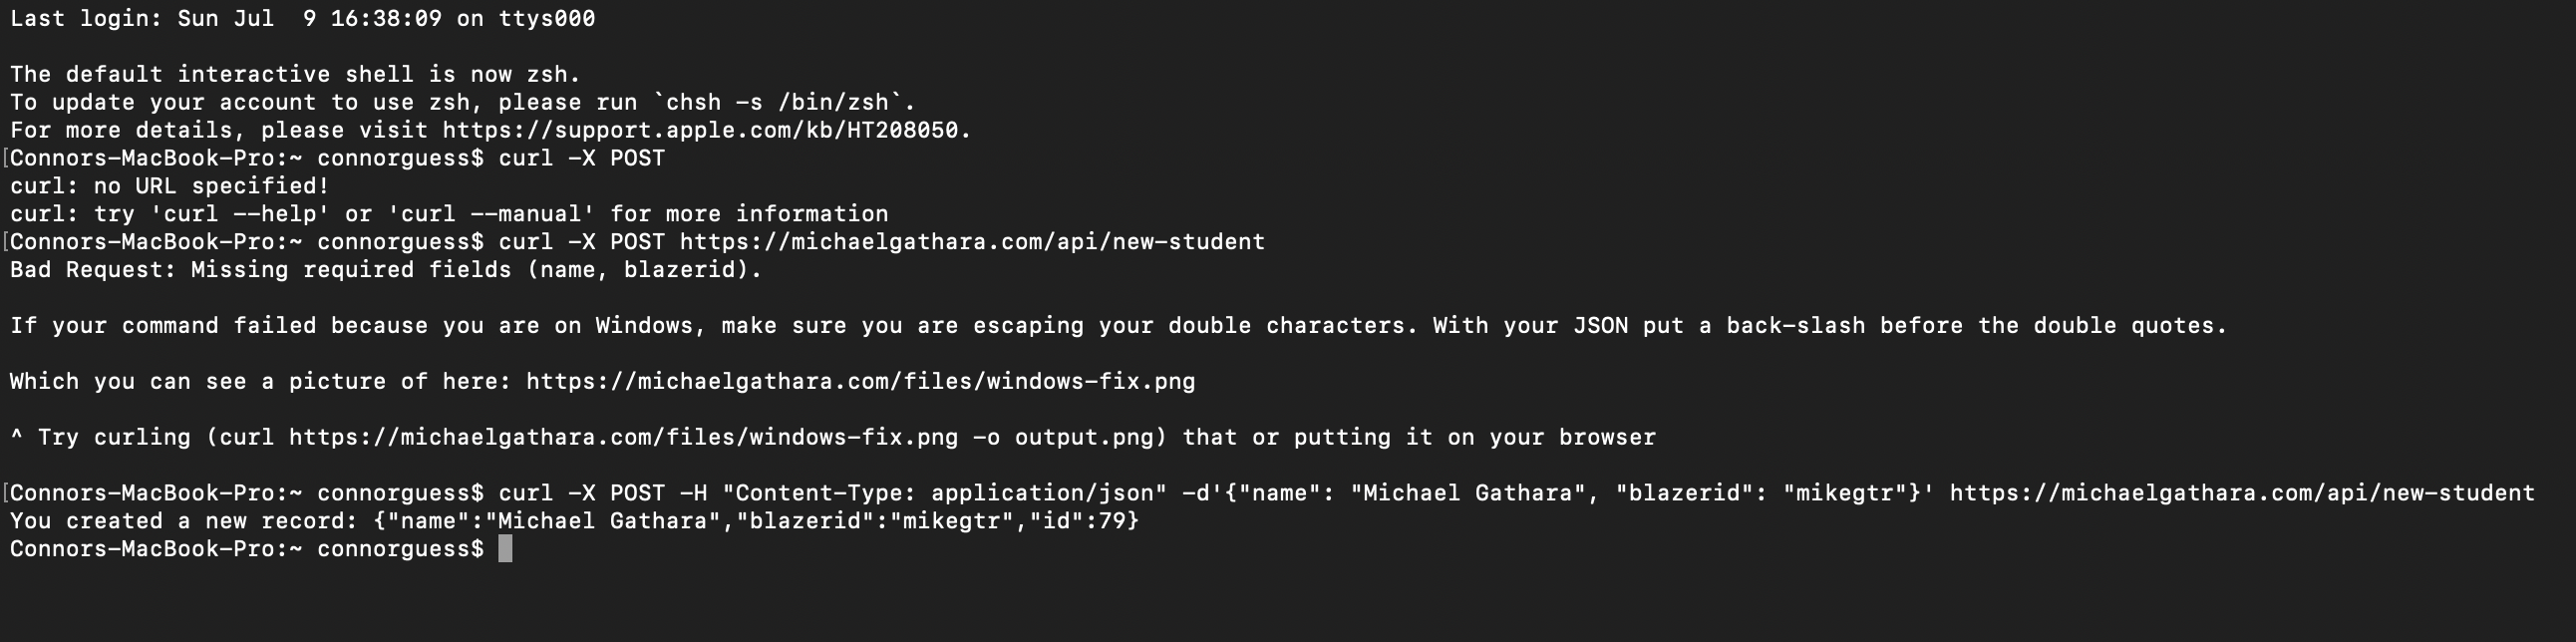 Last login: Sun Jul  9 16:38:09 on ttys000
The default interactive shell is now zsh.
To update your account to use zsh, please run `chsh -s /bin/zsh`.
For more details, please visit https://support.apple.com/kb/HT208050.
[Connors-MacBook-Pro:~ connorguess$ curl -X POST
curl: no URL specified!
curl: try 'curl --help' or 'curl --manual' for more information
[Connors-MacBook-Pro:~ connorguess$ curl -X POST https://michaelgathara.com/api/new-student
Bad Request: Missing required fields (name, blazerid).
If your command failed because you are on Windows, make sure you are escaping your double characters. With your JSON put a back-slash before the double quotes.
Which you can see a picture of here: https://michaelgathara.com/files/windows-fix.png
^ Try curling (curl https://michaelgathara.com/files/windows-fix.png -o output.png) that or putting it on your browser
[Connors-MacBook-Pro:~ connorguess$ curl -X POST -H "Content-Type: application/json" -d'{"name": "Michael Gathara", "blazerid": "mikegtr"}' https://michaelgathara.com/api/new-student
You created a new record: {"name":"Michael Gathara","blazerid":"mikegtr","id":79}
Connors-MacBook-Pro:~ connorguess$